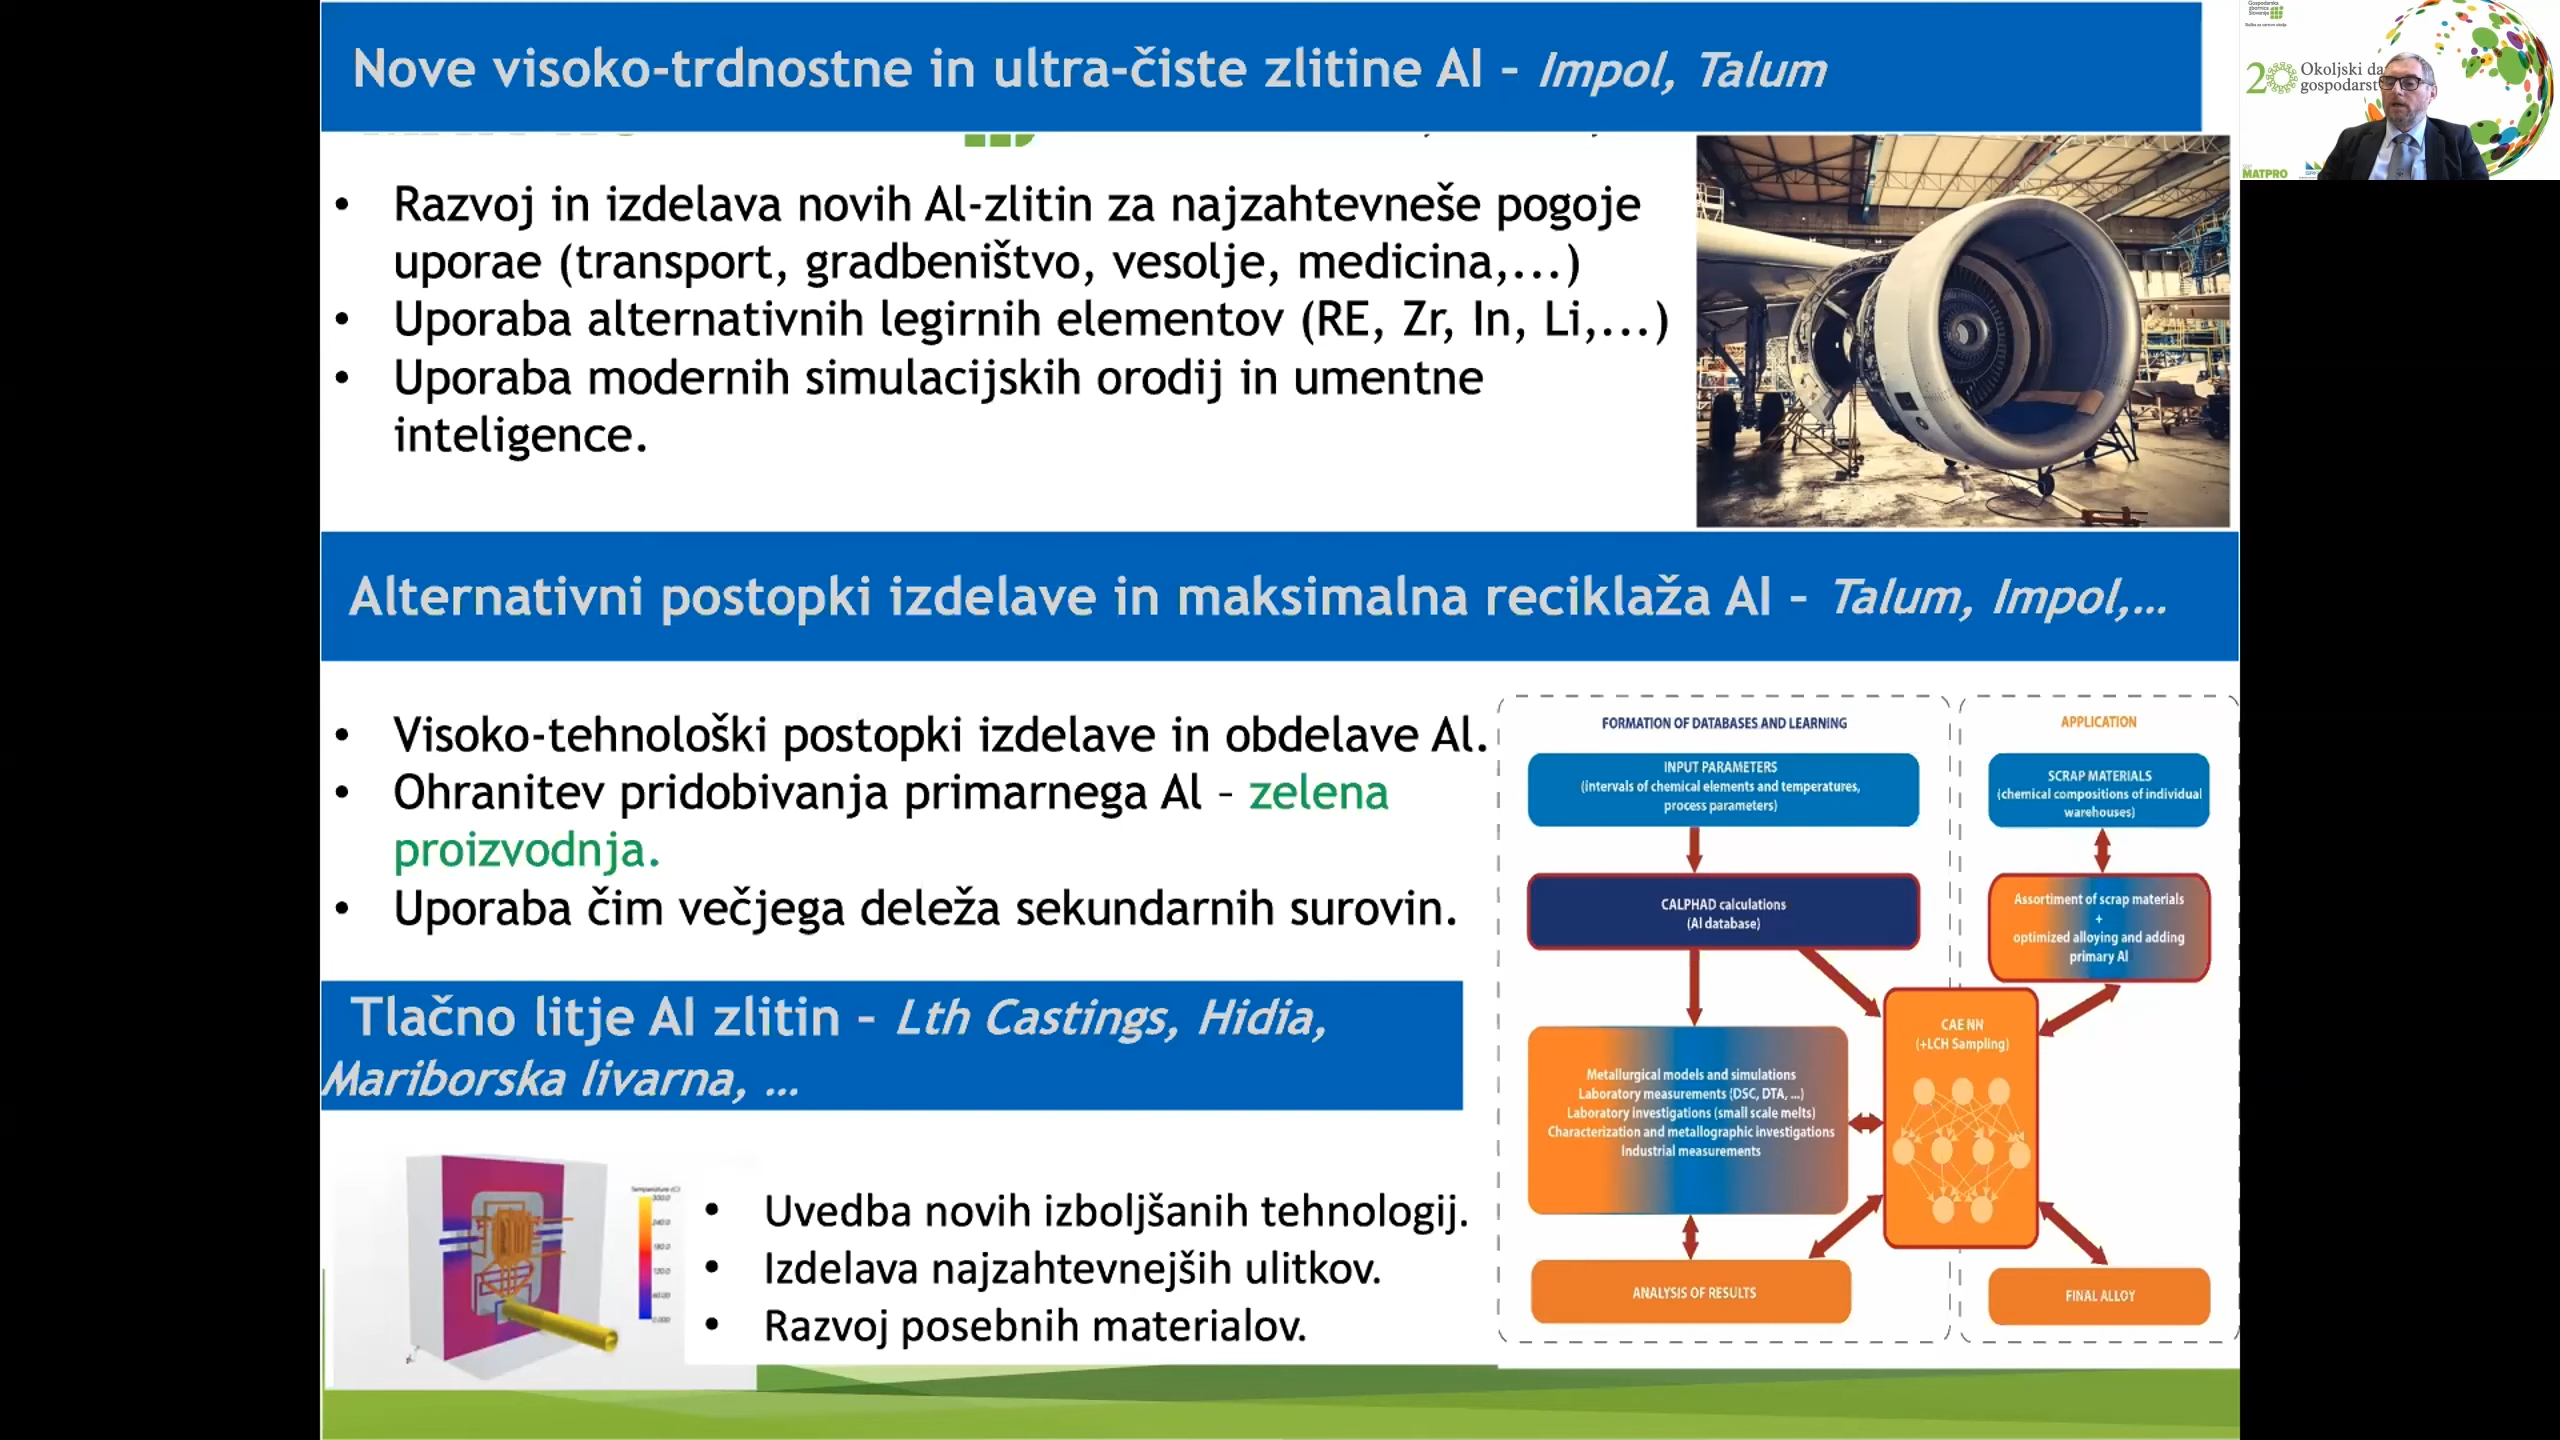 Nove visoko-trdnostne in ultra-čiste zlitine Al – Impol, Talum
• Razvoj in izdelava novih Al-zlitin za najzahtevneše pogoje
uporae (transport, gradbeništvo, vesolje, medicina,...)
• Uporaba alternativnih legirnih elementov (RE, Zr, In, Li,...)
• Uporaba modernih simulacijskih orodij in umentne
inteligence.
Alternativni postopki izdelave in maksimalna reciklaža Al – Talum, Impol,...
• Visoko-tehnološki postopki izdelave in obdelave Al.
• Ohranitev pridobivanja primarnega Al – zelena
proizvodnja.
• Uporaba čim večjega deleža sekundarnih surovin.
Tlačno litje Al zlitin – Lth Castings, Hidia,
Mariborska livarna, ...
• Uvedba novih izboljšanih tehnologij.
• Izdelava najzahtevnejših ulitkov.
• Razvoj posebnih materialov.
FORMATION OF DATABASES AND LEARNING
INPUT PARAMETERS
(intervals of chemical elements and temperatures,
process parameters)
CALPHAD calculations
(Al database)
Metallurgical models and simulations
Laboratory measurements (DSC, DTA, ...)
Laboratory investigations (small scale melts)
Characterization and metallographic investigations
Industrial measurements
ANALYSIS OF RESULTS
CAE NN
(+LCH Sampling)
APPLICATION
SCRAP MATERIALS
(chemical compositions of individual
warehouses)
Assortiment of scrap materials
+
optimized alloying and adding
primary Al
FINAL ALLOY
Gospodarska
zbornica
Slovenije
20 Okoljski da
gospodarst
MATPRO